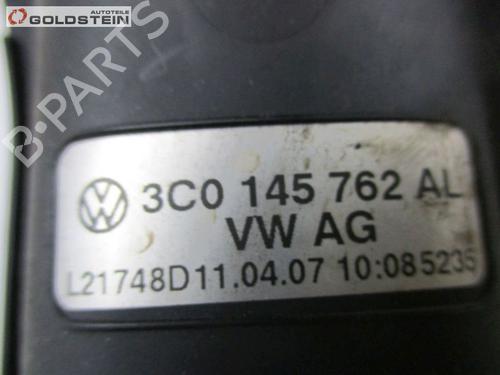 AUTOTEILE
GOLDSTEIN
3C0 145 762 AL
VW AG
L21748D11.04.07 10:085235
B-PARTS